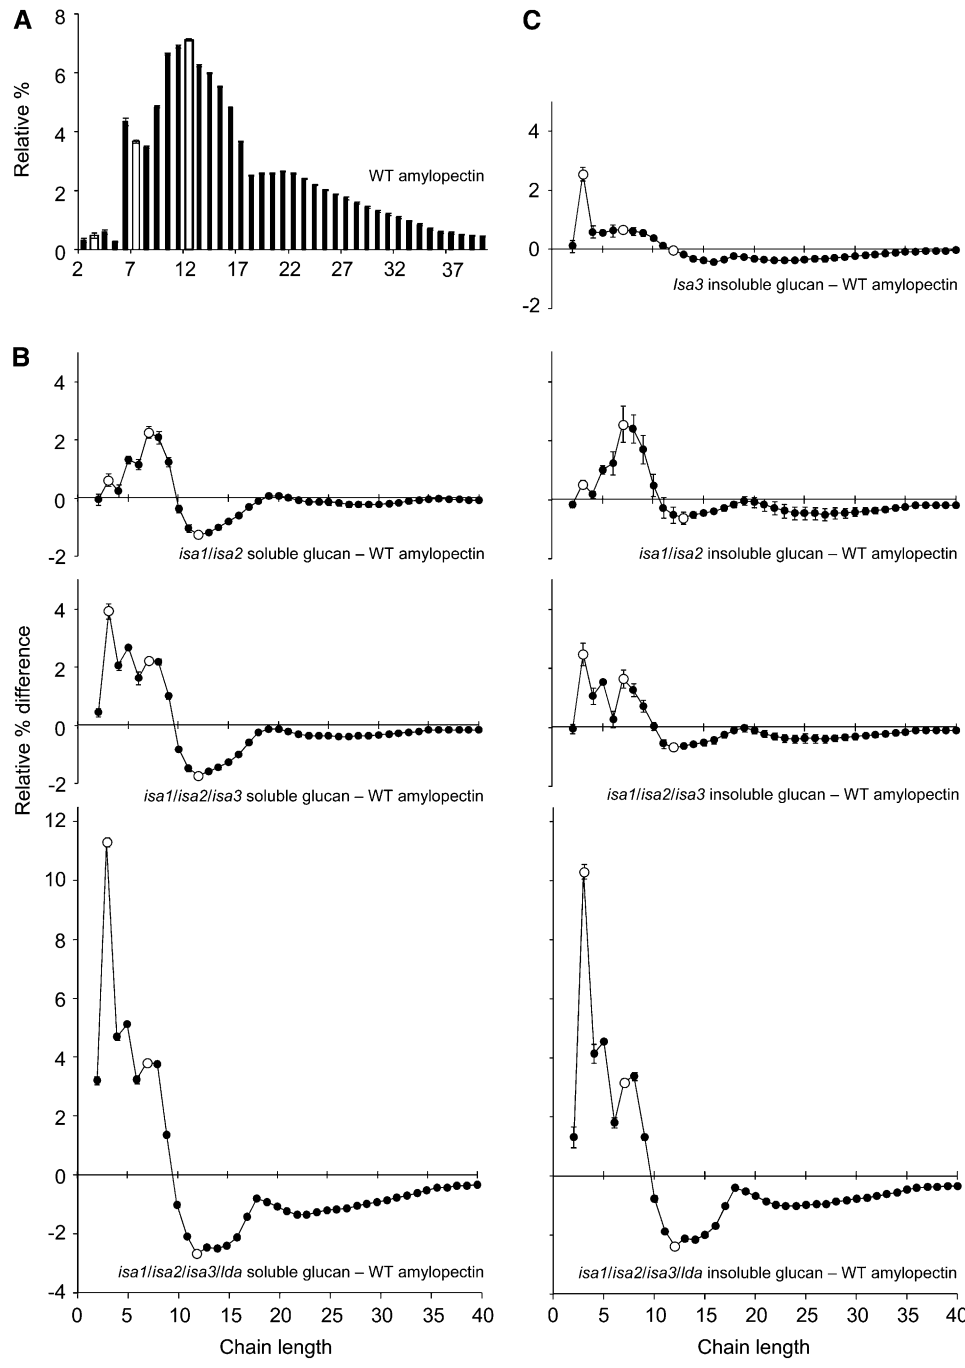 A
8
6
4
2
0
Relative %
WT amylopectin
2 7 12 17 22 27 32 37
C
4
2
0
-2
Isa3 insoluble glucan – WT amylopectin
B
4
2
0
-2
isa1/isa2 soluble glucan – WT amylopectin
isa1/isa2 insoluble glucan – WT amylopectin
4
2
0
-2
Relative % difference
isa1/isa2/isa3 soluble glucan – WT amylopectin
isa1/isa2/isa3 insoluble glucan – WT amylopectin
12
10
8
6
4
2
0
-2
-4
isa1/isa2/isa3/lda soluble glucan – WT amylopectin
isa1/isa2/isa3/lda insoluble glucan – WT amylopectin
0 5 10 15 20 25 30 35 40
0 5 10 15 20 25 30 35 40
Chain length
Chain length